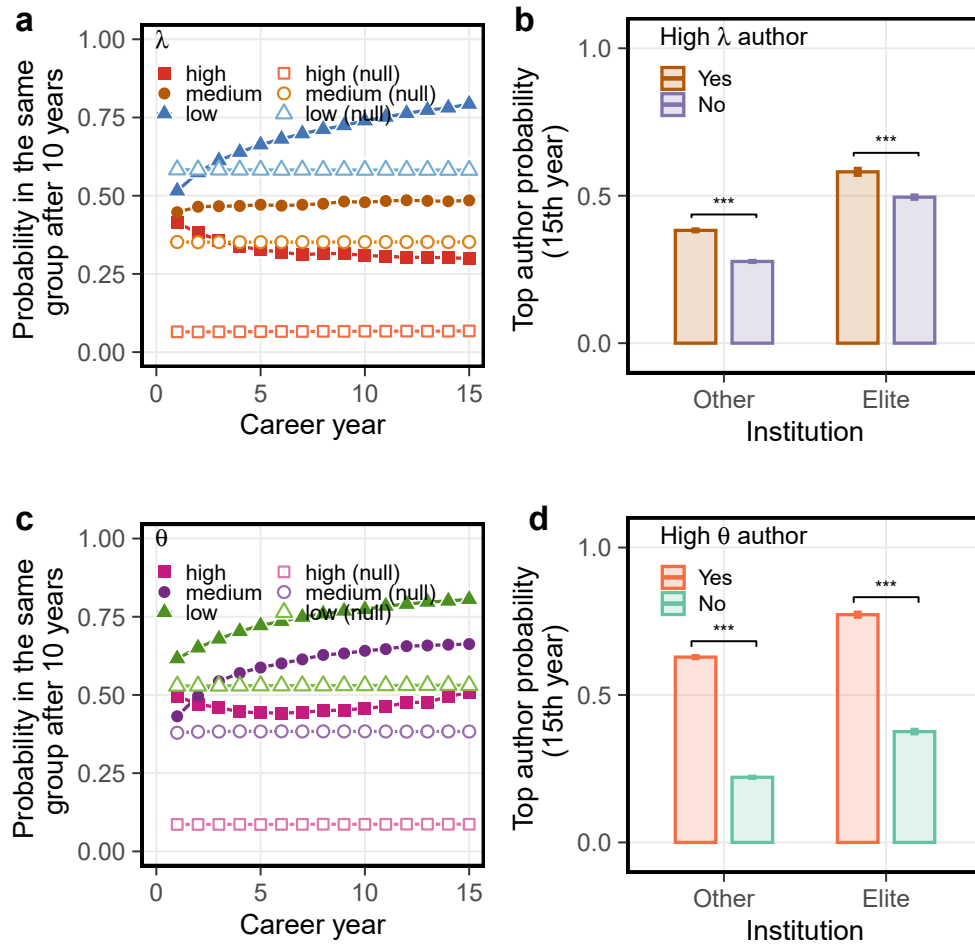 a
Probability in the same
group after 10 years
1.00
0.75
0.50
0.25
0.00
λ
high
medium
low
high (null)
medium (null)
low (null)
0
5
10
15
Career year
b
Top author probability
(15th year)
1.0
0.5
0.0
High λ author
Yes
No
***
***
Other
Elite
Institution
c
Probability in the same
group after 10 years
1.00
0.75
0.50
0.25
0.00
θ
high
medium
low
high (null)
medium (null)
low (null)
0
5
10
15
Career year
d
Top author probability
(15th year)
1.0
0.5
0.0
High θ author
Yes
No
***
***
Other
Elite
Institution